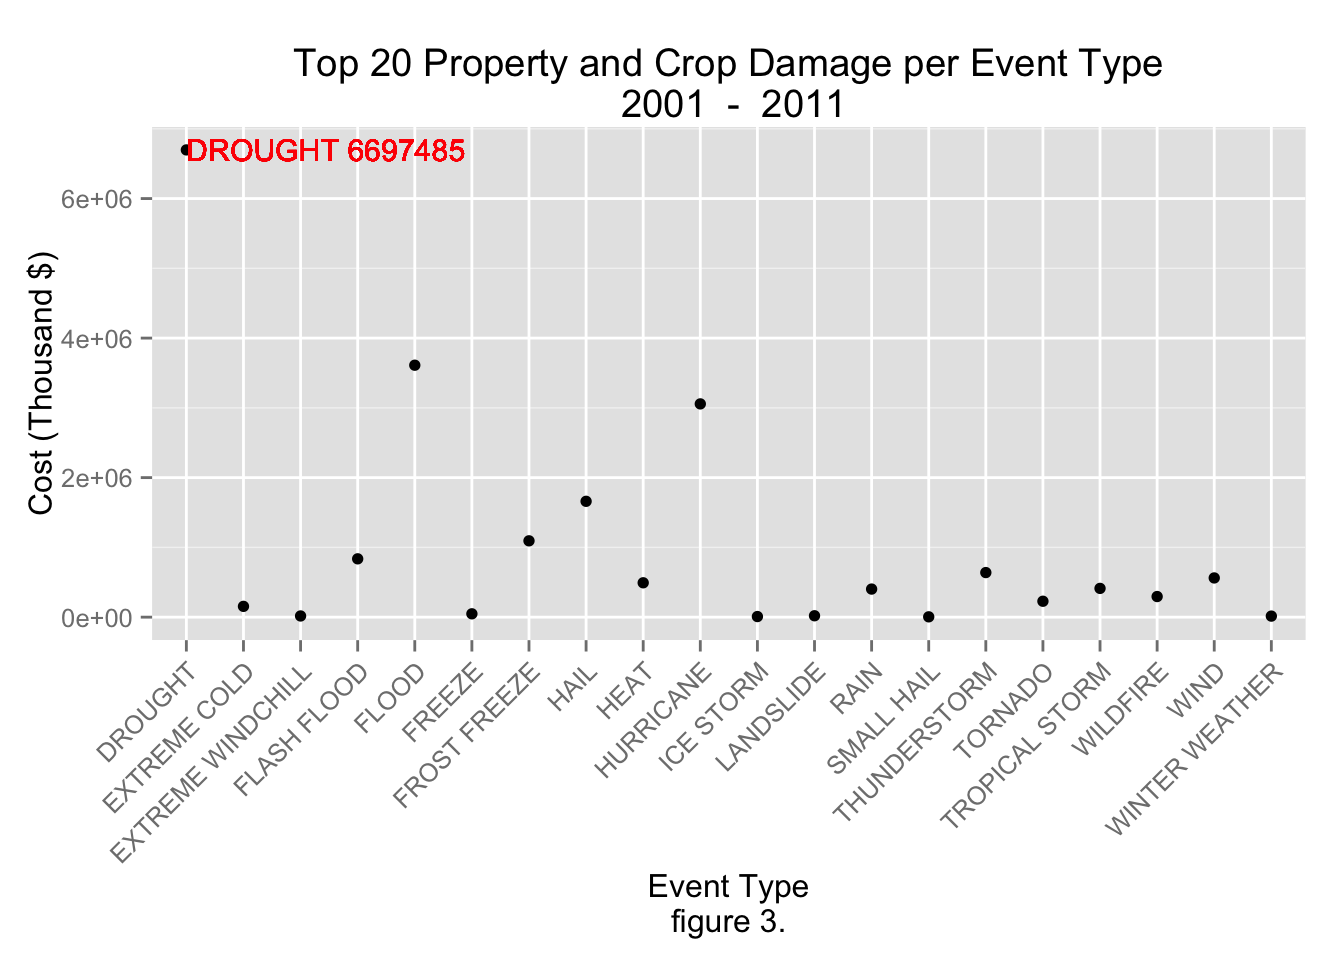 Top 20 Property and Crop Damage per Event Type
2001 - 2011
DROUGHT 6697485
6e+06
4e+06
2e+06
0e+00
Cost (Thousand $)
DROUGHT
EXTREME COLD
EXTREME WINDCHILL
FLASH FLOOD
FLOOD
FREEZE
FROST FREEZE
HAIL
HEAT
HURRICANE
ICE STORM
LANDSLIDE
RAIN
SMALL HAIL
THUNDERSTORM
TORNADO
TROPICAL STORM
WILDFIRE
WIND
WINTER WEATHER
Event Type
figure 3.